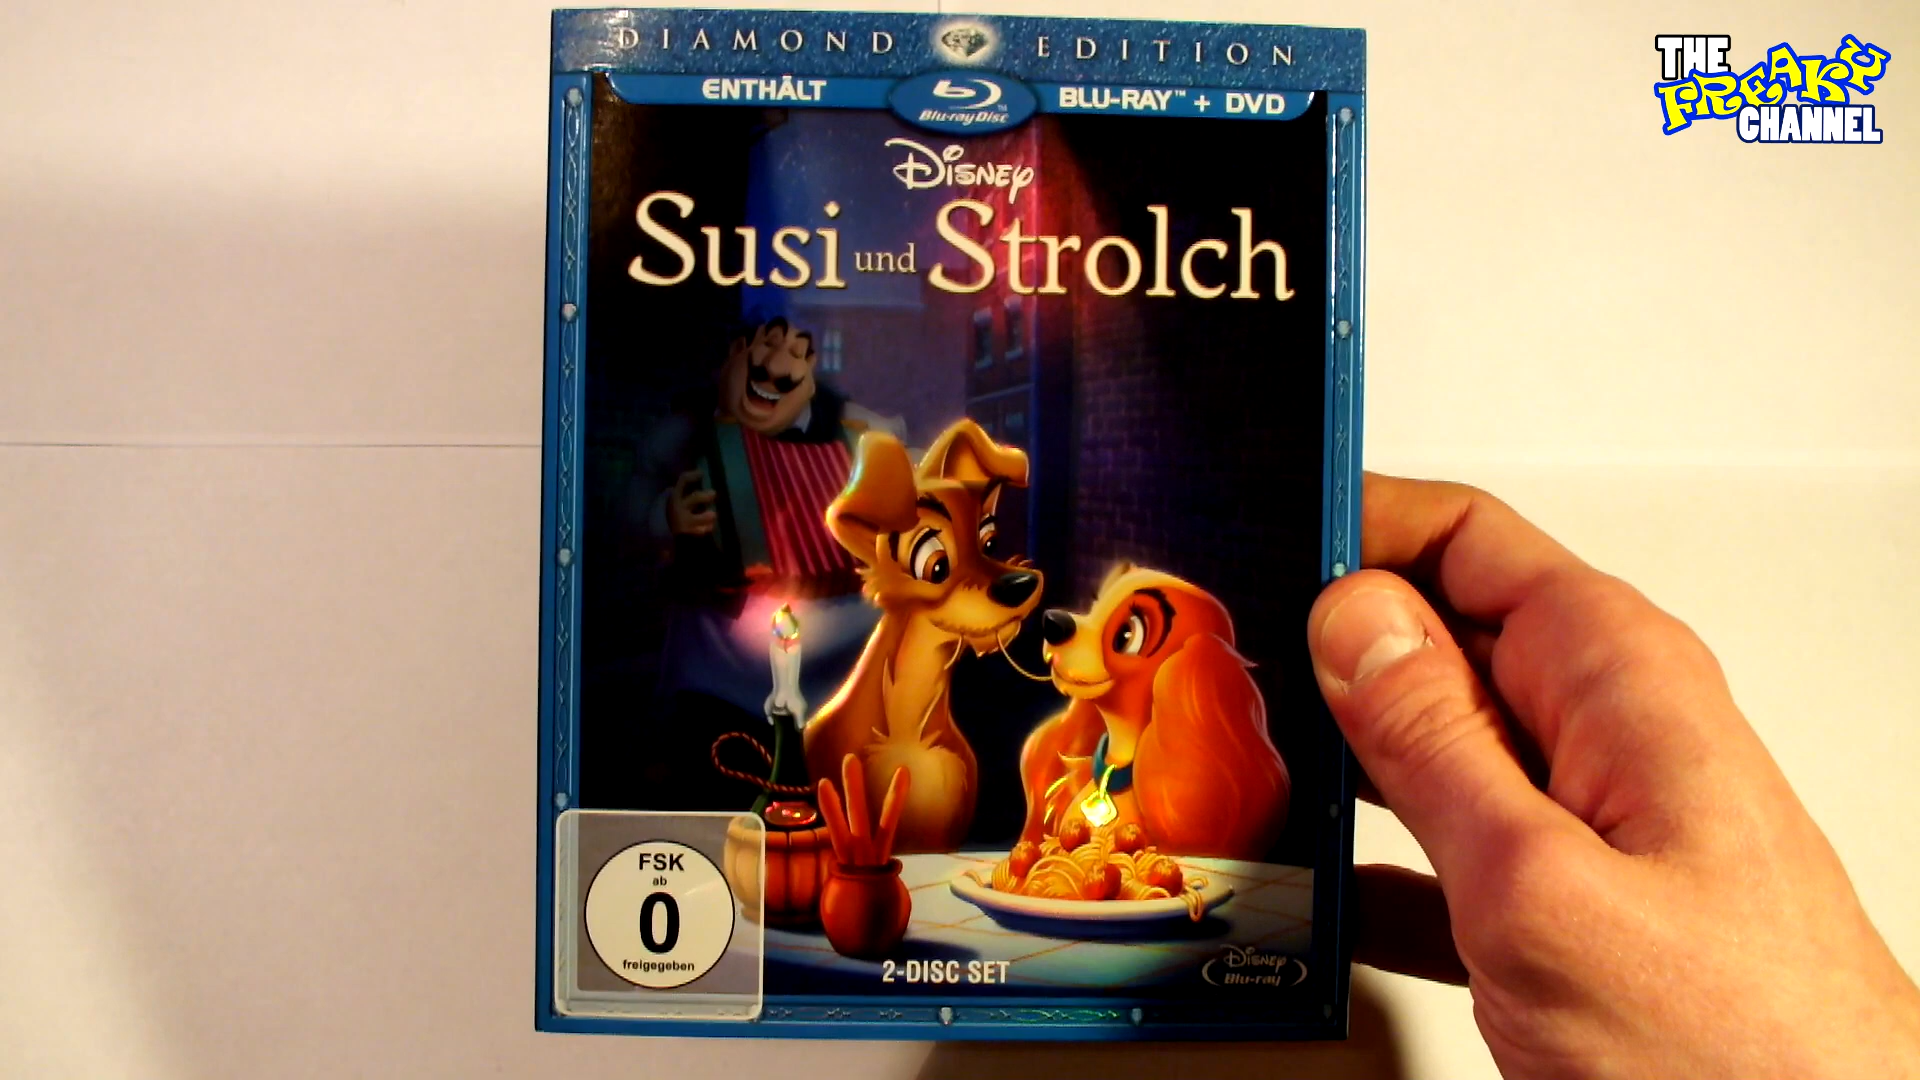 DIAMOND EDITION
ENTHÄLT Blu-ray Disc BLU-RAY™ + DVD
Disney
Susi und Strolch
FSK
ab
0
freigegeben
2-DISC SET
Disney
Blu-ray
THE
FREAKY
CHANNEL